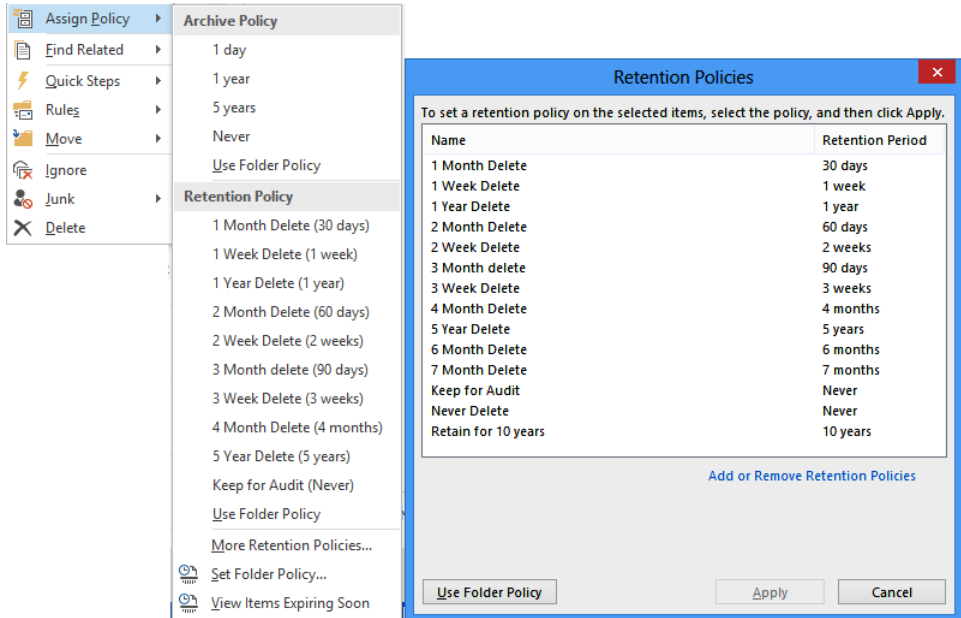 Assign Policy
Find Related
Quick Steps
Rules
Move
Ignore
Junk
Delete
Archive Policy
1 day
1 year
5 years
Never
Use Folder Policy
Retention Policy
1 Month Delete (30 days)
1 Week Delete (1 week)
1 Year Delete (1 year)
2 Month Delete (60 days)
2 Week Delete (2 weeks)
3 Month delete (90 days)
3 Week Delete (3 weeks)
4 Month Delete (4 months)
5 Year Delete (5 years)
Keep for Audit (Never)
Use Folder Policy
More Retention Policies...
Set Folder Policy...
View Items Expiring Soon
Retention Policies
To set a retention policy on the selected items, select the policy, and then click Apply.
Name Retention Period
1 Month Delete 30 days
1 Week Delete 1 week
1 Year Delete 1 year
2 Month Delete 60 days
2 Week Delete 2 weeks
3 Month delete 90 days
3 Week Delete 3 weeks
4 Month Delete 4 months
5 Year Delete 5 years
6 Month Delete 6 months
7 Month Delete 7 months
Keep for Audit Never
Never Delete Never
Retain for 10 years 10 years
Add or Remove Retention Policies
Use Folder Policy Apply Cancel